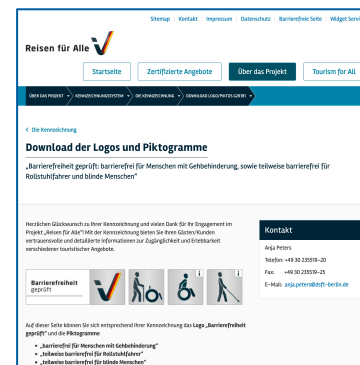 Sitemap Kontakt Impressum Datenschutz Barrierefreie Seite Widget Servi
Reisen für Alle
Startseite Zertifizierte Angebote Über das Projekt Tourism for All
ÜBER DAS PROJEKT KENNZEICHNUNGSSYSTEM DIE KENNZEICHNUNG DOWNLOAD LOGO/PIKTOS
< Die Kennzeichnung
Download der Logos und Piktogramme
„Barrierefreiheit geprüft: barrierefrei für Menschen mit Gehbehinderung, sowie teilweise barrierefrei für
Rollstuhlfahrer und blinde Menschen"
Herzlichen Glückwunsch zu Ihrer Kennzeichnung und vielen Dank für Ihr Engagement im
Projekt „Reisen für Alle"! Mit der Kennzeichnung bieten Sie Ihren Gästen/Kunden
vertrauensvolle und detaillierte Informationen zur Zugänglichkeit und Erlebbarkeit
verschiedener touristischer Angebote.
Kontakt
Anja Peters
Telefon: +49 30 235519-20
Fax: +49 30 235519-25
E-Mail: anja.peters@dsft-berlin.de
Barrierefreiheit
geprüft
i
i
Auf dieser Seite können Sie sich entsprechend Ihrer Kennzeichnung das Logo „Barrierefreiheit
geprüft" und die Piktogramme
• „barrierefrei für Menschen mit Gehbehinderung"
• „teilweise barrierefrei für Rollstuhlfahrer"
• „teilweise barrierefrei für blinde Menschen"